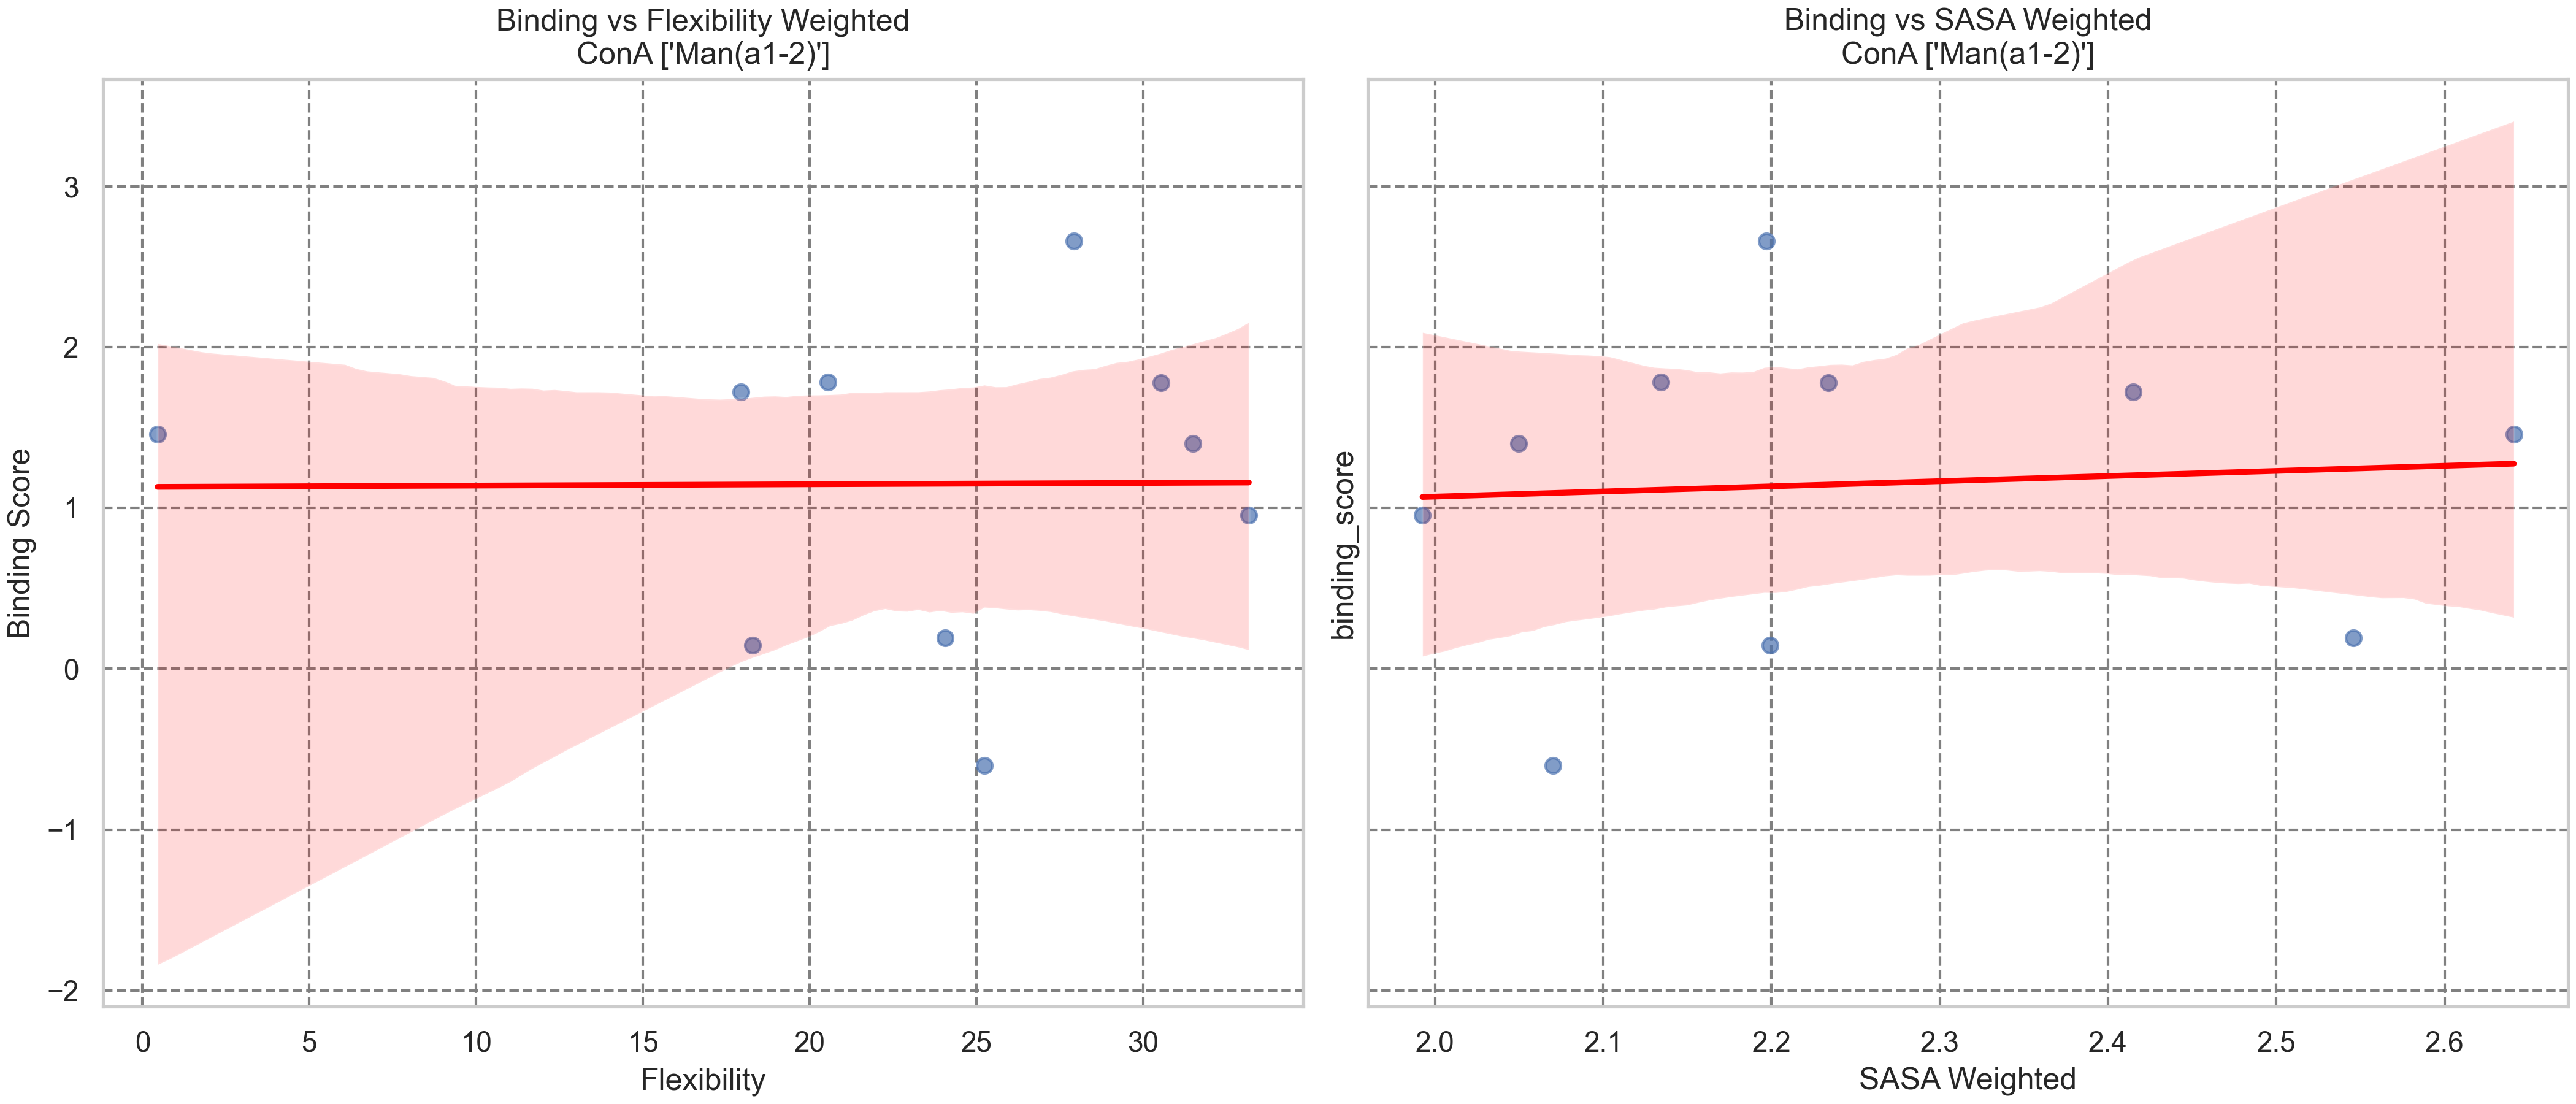 Binding vs Flexibility Weighted
ConA ['Man(a1-2)']
Binding Score
3
2
1
0
−1
−2
0 5 10 15 20 25 30
Flexibility
Binding vs SASA Weighted
ConA ['Man(a1-2)']
binding_score
2.0 2.1 2.2 2.3 2.4 2.5 2.6
SASA Weighted